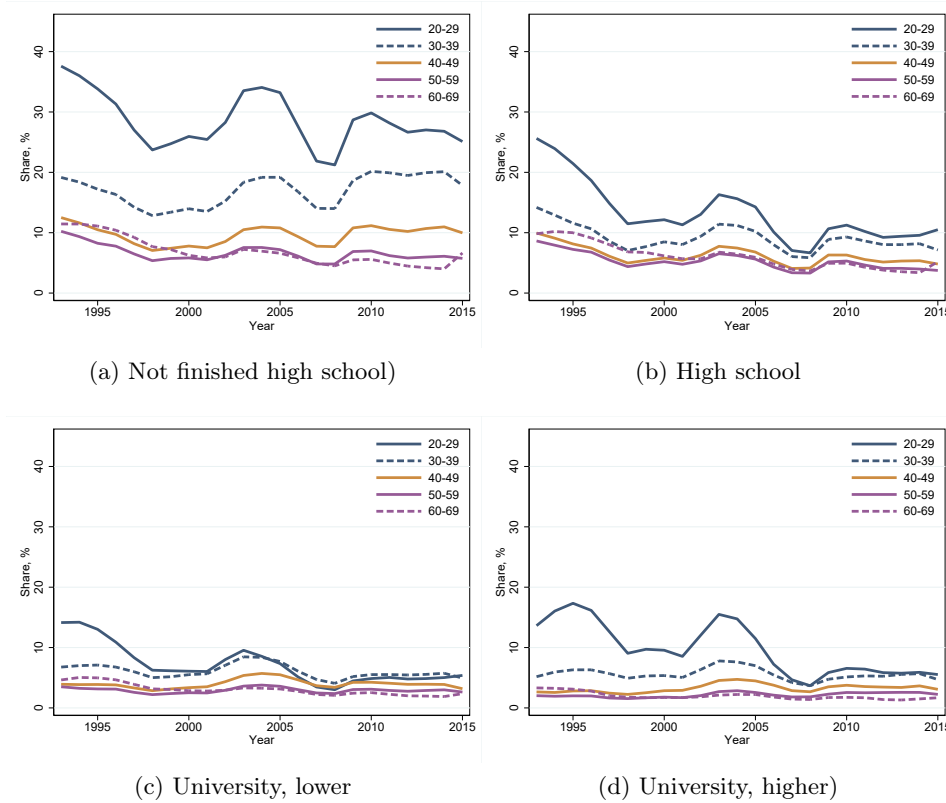 20-29
30-39
40-49
50-59
60-69
Share, %
0 10 20 30 40
1995 2000 2005 2010 2015
Year
(a) Not finished high school)
20-29
30-39
40-49
50-59
60-69
Share, %
0 10 20 30 40
1995 2000 2005 2010 2015
Year
(b) High school
20-29
30-39
40-49
50-59
60-69
Share, %
0 10 20 30 40
1995 2000 2005 2010 2015
Year
(c) University, lower
20-29
30-39
40-49
50-59
60-69
Share, %
0 10 20 30 40
1995 2000 2005 2010 2015
Year
(d) University, higher)